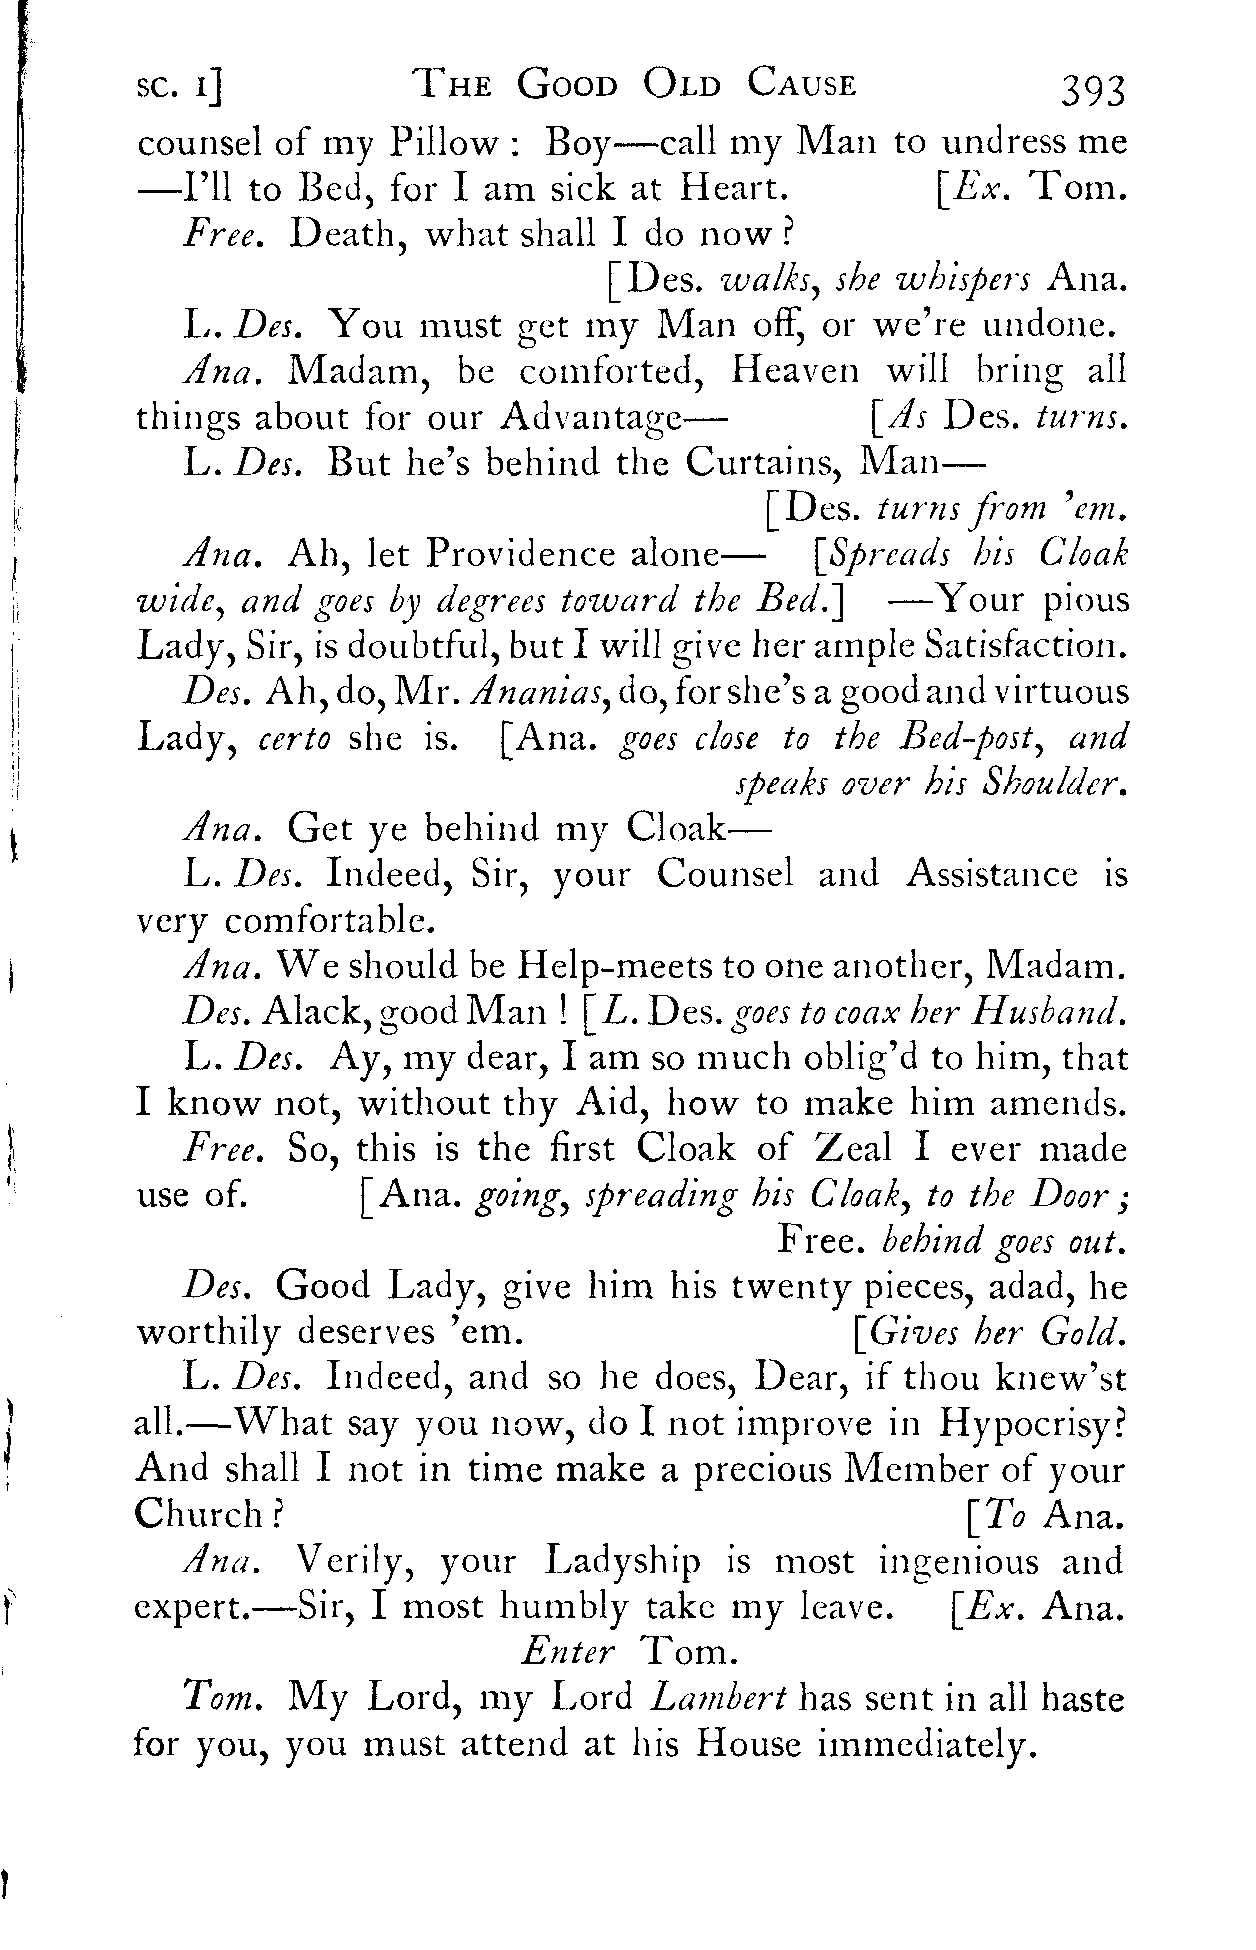 SC. I] THE GOOD OLD CAUSE 393
counsel of my Pillow : Boy—call my Man to undress me
—I'll to Bed, for I am sick at Heart. [Ex. Tom.
Free. Death, what shall I do now ?
[Des. walks, she whispers Ana.
L. Des. You must get my Man off, or we're undone.
Ana. Madam, be comforted, Heaven will bring all
things about for our Advantage— [As Des. turns.
L. Des. But he's behind the Curtains, Man—
[Des. turns from 'em.
Ana. Ah, let Providence alone— [Spreads his Cloak
wide, and goes by degrees toward the Bed.] —Your pious
Lady, Sir, is doubtful, but I will give her ample Satisfaction.
Des. Ah, do, Mr. Ananias, do, for she's a good and virtuous
Lady, certo she is. [Ana. goes close to the Bed-post, and
speaks over his Shoulder.
Ana. Get ye behind my Cloak—
L. Des. Indeed, Sir, your Counsel and Assistance is
very comfortable.
Ana. We should be Help-meets to one another, Madam.
Des. Alack, good Man ! [L. Des. goes to coax her Husband.
L. Des. Ay, my dear, I am so much oblig'd to him, that
I know not, without thy Aid, how to make him amends.
Free. So, this is the first Cloak of Zeal I ever made
use of. [Ana. going, spreading his Cloak, to the Door ;
Free. behind goes out.
Des. Good Lady, give him his twenty pieces, adad, he
worthily deserves 'em. [Gives her Gold.
L. Des. Indeed, and so he does, Dear, if thou knew'st
all.—What say you now, do I not improve in Hypocrisy?
And shall I not in time make a precious Member of your
Church ? [To Ana.
Ana. Verily, your Ladyship is most ingenious and
expert.—Sir, I most humbly take my leave. [Ex. Ana.
Enter Tom.
Tom. My Lord, my Lord Lambert has sent in all haste
for you, you must attend at his House immediately.